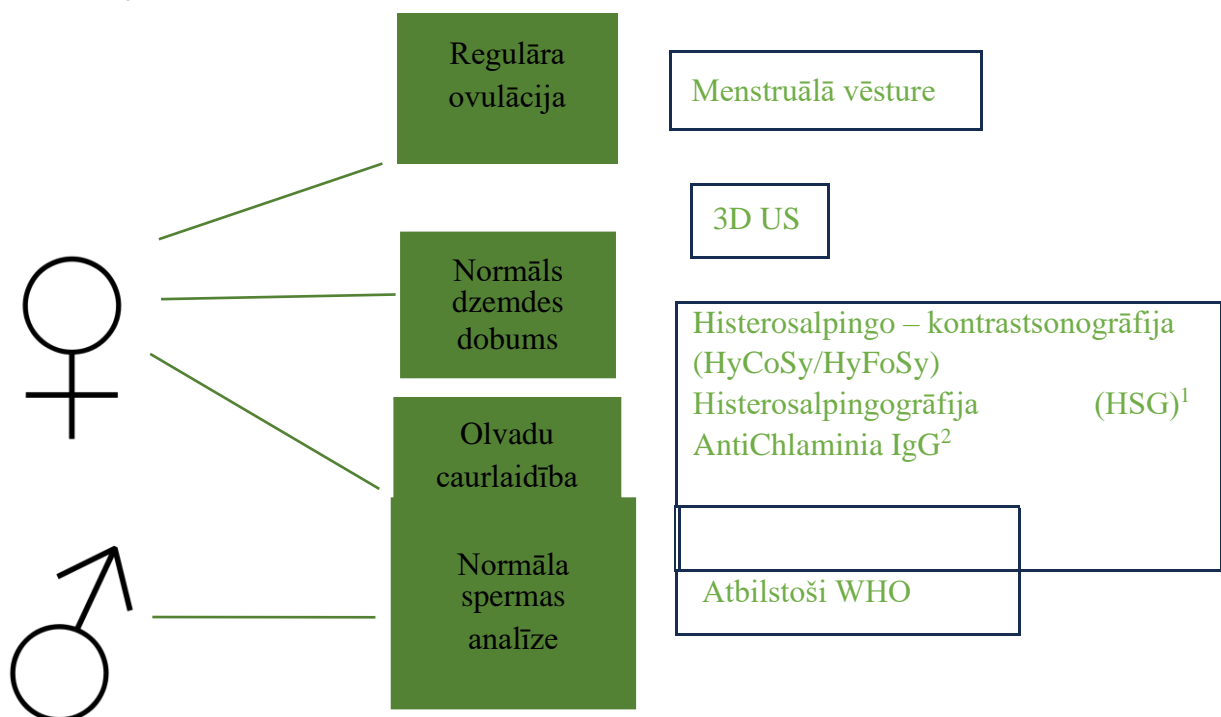 Regulāra
ovulācija
Menstruālā vēsture
3D US
Normāls
dzemdes
dobums
Histerosalpingo – kontrastsonogrāfija
(HyCoSy/HyFoSy)
Histerosalpingogrāfija (HSG)¹
AntiChlaminia IgG²
Olvadu
caurlaidība
Normāla
spermas
analīze
Atbilstoši WHO